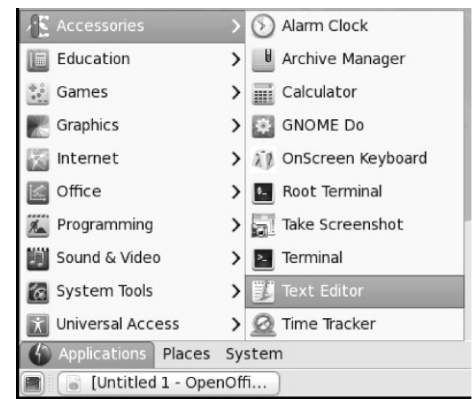 Accessories
Education
Games
Graphics
Internet
Office
Programming
Sound & Video
System Tools
Universal Access
Alarm Clock
Archive Manager
Calculator
GNOME Do
OnScreen Keyboard
Root Terminal
Take Screenshot
Terminal
Text Editor
Time Tracker
Applications Places System
[Untitled 1 - OpenOffi...